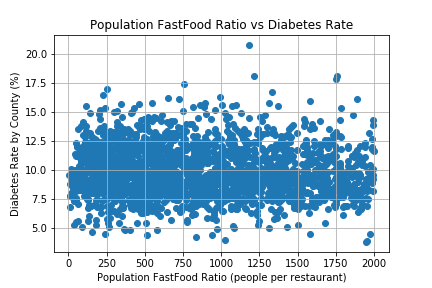 Population FastFood Ratio vs Diabetes Rate
20.0
17.5
15.0
12.5
10.0
7.5
5.0
Diabetes Rate by County (%)
0 250 500 750 1000 1250 1500 1750 2000
Population FastFood Ratio (people per restaurant)